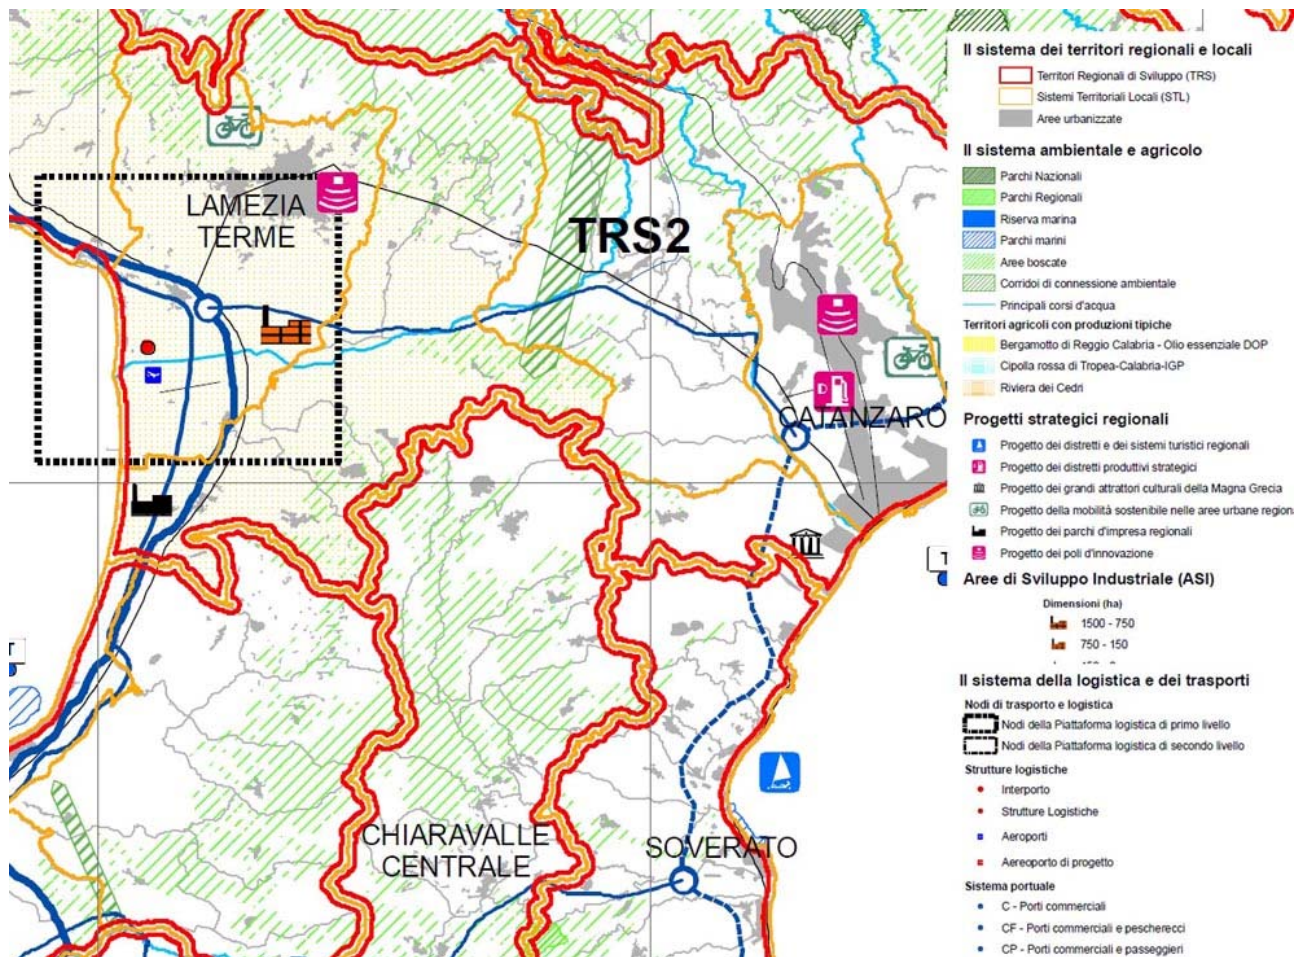 LAMEZIA
TERME
TRS2
D
CATANZARO
CHIARAVALLE
CENTRALE
SOVERATO
T
T
Il sistema dei territori regionali e locali
Territori Regionali di Sviluppo (TRS)
Sistemi Territoriali Locali (STL)
Aree urbanizzate
Il sistema ambientale e agricolo
Parchi Nazionali
Parchi Regionali
Riserva marina
Parchi marini
Aree boscate
Corridoi di connessione ambientale
Principali corsi d'acqua
Territori agricoli con produzioni tipiche
Bergamotto di Reggio Calabria - Olio essenziale DOP
Cipolla rossa di Tropea-Calabria-IGP
Riviera dei Cedri
Progetti strategici regionali
Progetto dei distretti e dei sistemi turistici regionali
Progetto dei distretti produttivi strategici
Progetto dei grandi attrattori culturali della Magna Grecia
Progetto della mobilità sostenibile nelle aree urbane regiona
Progetto dei parchi d'impresa regionali
Progetto dei poli d'innovazione
Aree di Sviluppo Industriale (ASI)
Dimensioni (ha)
1500 - 750
750 - 150
Il sistema della logistica e dei trasporti
Nodi di trasporto e logistica
Nodi della Piattaforma logistica di primo livello
Nodi della Piattaforma logistica di secondo livello
Strutture logistiche
Interporto
Strutture Logistiche
Aeroporti
Aereoporto di progetto
Sistema portuale
C - Porti commerciali
CF - Porti commerciali e pescherecci
CP - Porti commerciali e passeggieri